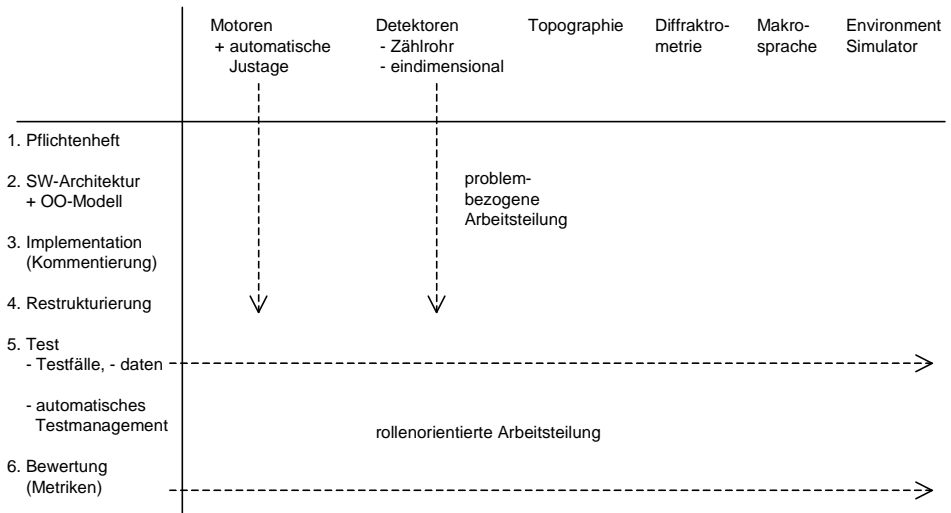 Motoren
+ automatische
Justage
Detektoren
- Zählrohr
- eindimensional
Topographie
Diffraktro-
metrie
Makro-
sprache
Environment
Simulator
1. Pflichtenheft
2. SW-Architektur
+ OO-Modell
problem-
bezogene
Arbeitsteilung
3. Implementation
(Kommentierung)
4. Restrukturierung
5. Test
- Testfälle, - daten
- automatisches
Testmanagement
rollenorientierte Arbeitsteilung
6. Bewertung
(Metriken)